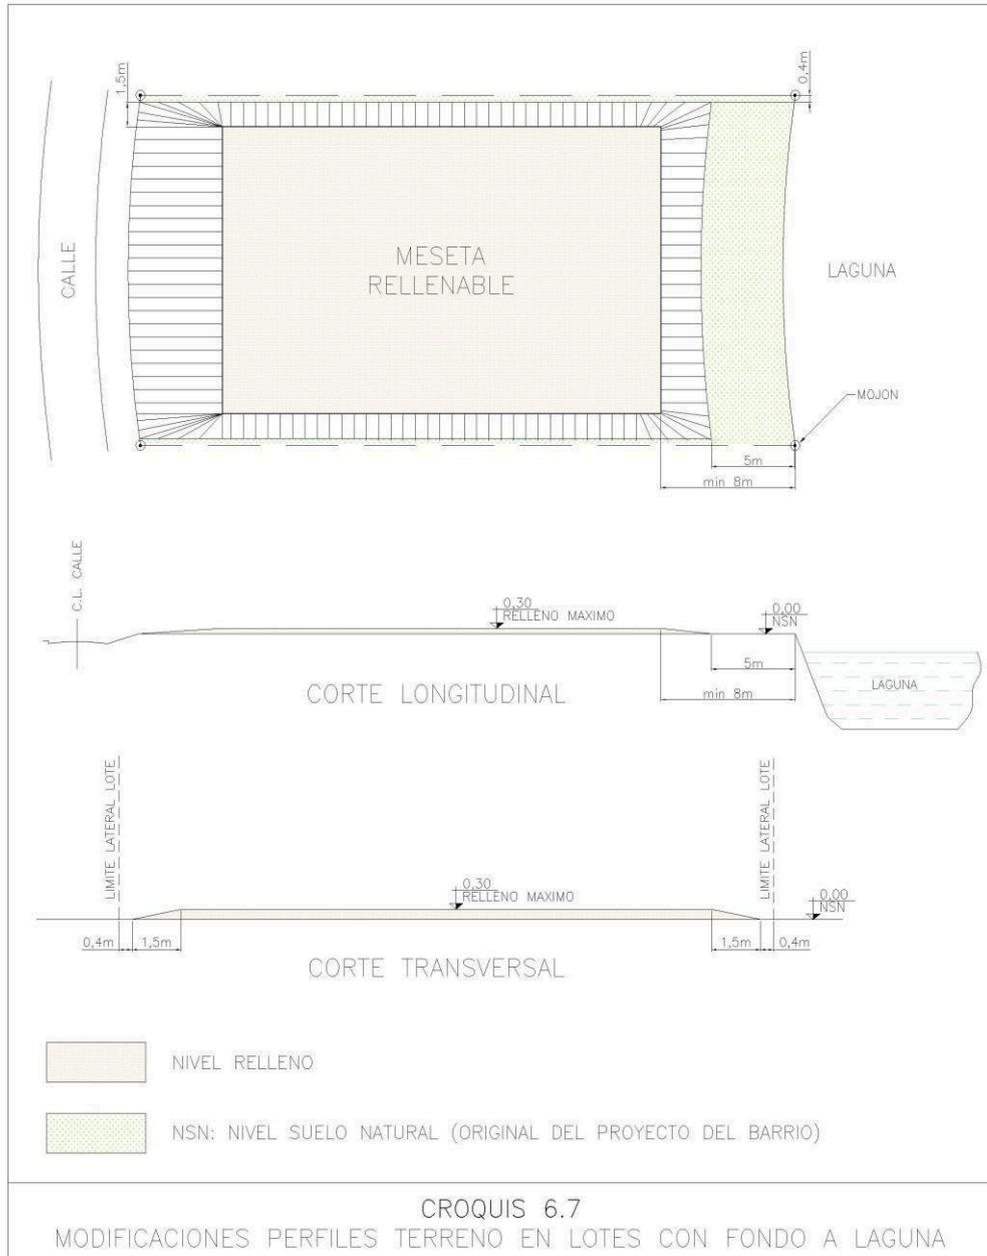 1,5m
0,4m
CALLE
MESETA
RELLENABLE
LAGUNA
MOJON
5m
min 8m
C.L. CALLE
0,30
RELLENO MAXIMO
0,00
NSN
5m
min 8m
LAGUNA
CORTE LONGITUDINAL
LIMITE LATERAL LOTE
LIMITE LATERAL LOTE
0,30
RELLENO MAXIMO
0,00
NSN
0,4m
1,5m
1,5m
0,4m
CORTE TRANSVERSAL
NIVEL RELLENO
NSN: NIVEL SUELO NATURAL (ORIGINAL DEL PROYECTO DEL BARRIO)
CROQUIS 6.7
MODIFICACIONES PERFILES TERRENO EN LOTES CON FONDO A LAGUNA